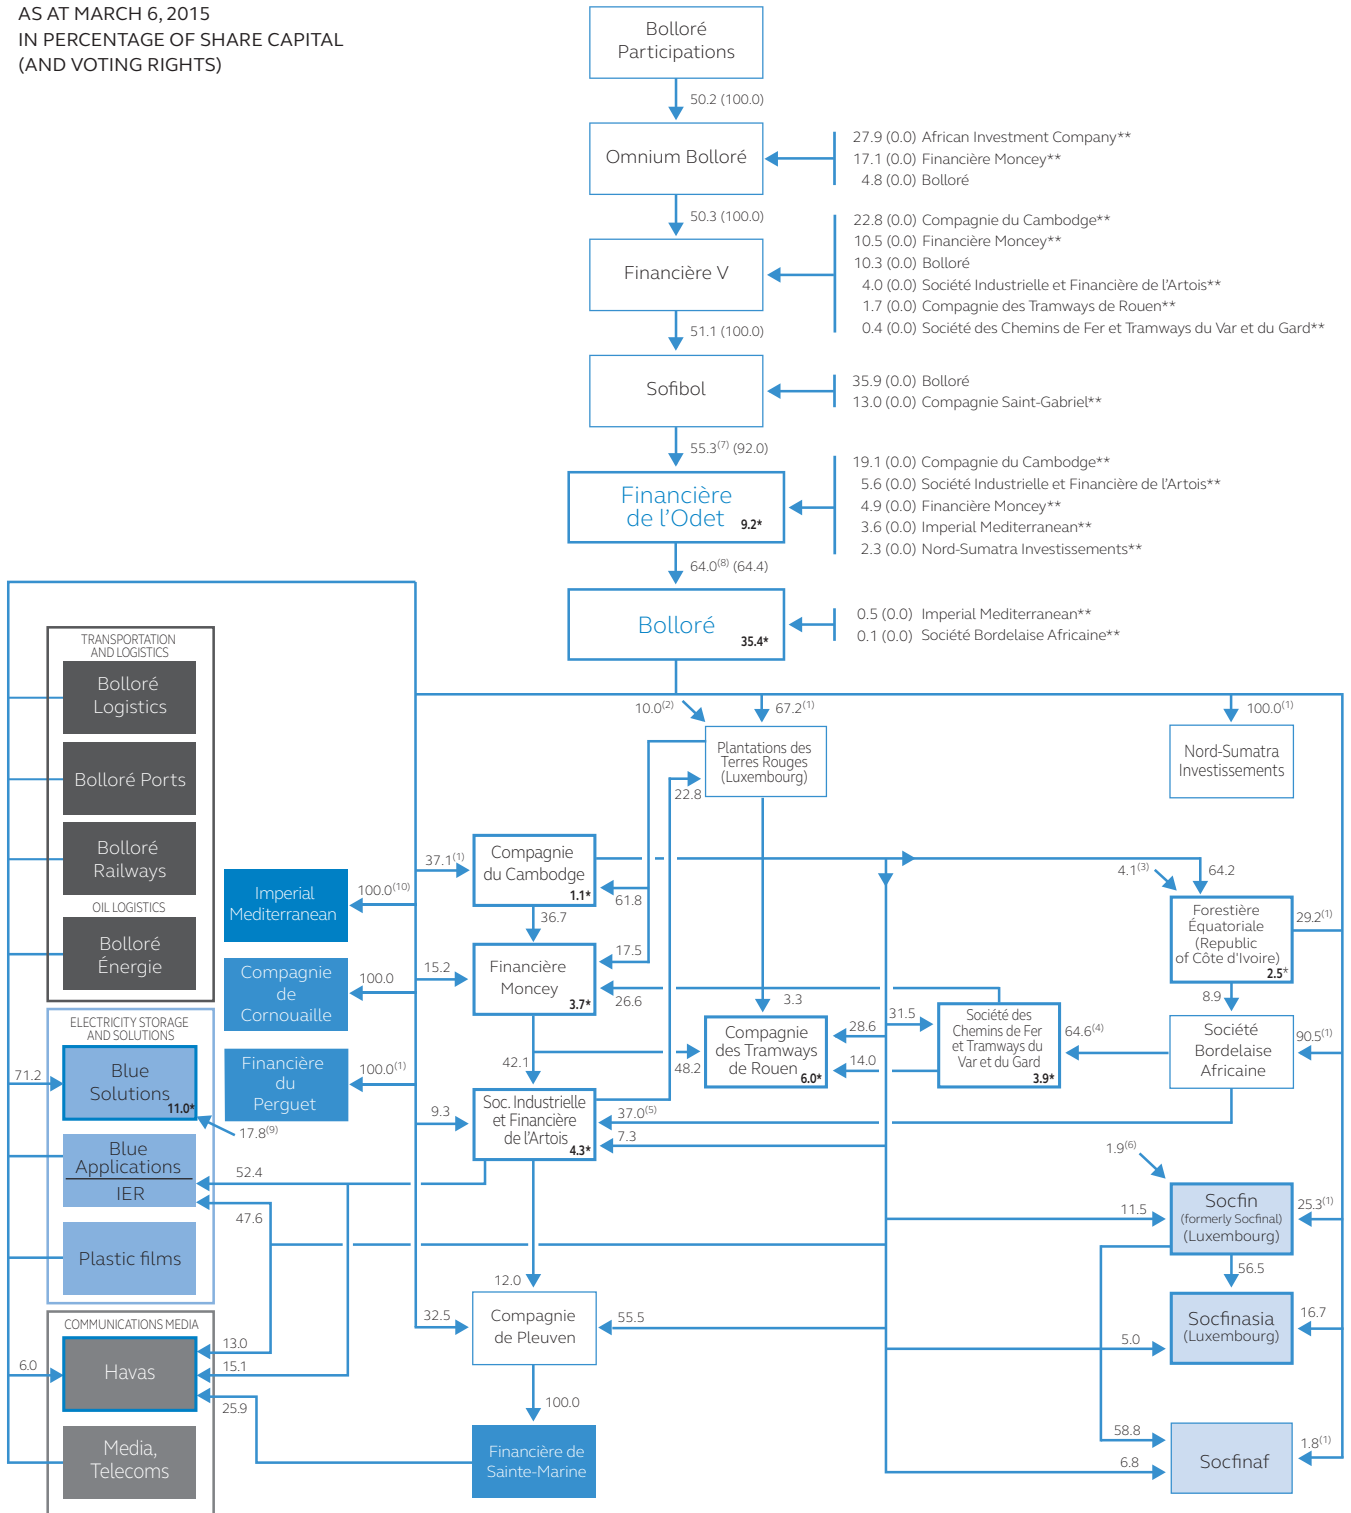 AS AT MARCH 6, 2015
IN PERCENTAGE OF SHARE CAPITAL
(AND VOTING RIGHTS)
Bolloré
Participations
50.2 (100.0)
Omnium Bolloré
27.9 (0.0) African Investment Company**
17.1 (0.0) Financière Moncey**
4.8 (0.0) Bolloré
50.3 (100.0)
Financière V
22.8 (0.0) Compagnie du Cambodge**
10.5 (0.0) Financière Moncey**
10.3 (0.0) Bolloré
4.0 (0.0) Société Industrielle et Financière de l'Artois**
1.7 (0.0) Compagnie des Tramways de Rouen**
0.4 (0.0) Société des Chemins de Fer et Tramways du Var et du Gard**
51.1 (100.0)
Sofibol
35.9 (0.0) Bolloré
13.0 (0.0) Compagnie Saint-Gabriel**
55.3(7) (92.0)
Financière
de l'Odet 9.2*
19.1 (0.0) Compagnie du Cambodge**
5.6 (0.0) Société Industrielle et Financière de l'Artois**
4.9 (0.0) Financière Moncey**
3.6 (0.0) Imperial Mediterranean**
2.3 (0.0) Nord-Sumatra Investissements**
64.0(8) (64.4)
Bolloré
35.4*
0.5 (0.0) Imperial Mediterranean**
0.1 (0.0) Société Bordelaise Africaine**
TRANSPORTATION
AND LOGISTICS
Bolloré
Logistics
Bolloré Ports
Bolloré
Railways
OIL LOGISTICS
Bolloré
Énergie
ELECTRICITY STORAGE
AND SOLUTIONS
71.2
Blue
Solutions
11.0*
17.8(9)
Blue
Applications
IER
52.4
47.6
Plastic films
COMMUNICATIONS MEDIA
6.0
Havas
13.0
15.1
25.9
Media,
Telecoms
Imperial
Mediterranean
100.0(10)
Compagnie
de
Cornouaille
100.0
Financière
du
Perguet
100.0(1)
10.0(2)
67.2(1)
Plantations des
Terres Rouges
(Luxembourg)
22.8
100.0(1)
Nord-Sumatra
Investissements
37.1(1)
Compagnie
du Cambodge
1.1*
61.8
36.7
15.2
Financière
Moncey
3.7*
17.5
26.6
42.1
9.3
Soc. Industrielle
et Financière
de l'Artois
4.3*
37.0(5)
7.3
12.0
32.5
Compagnie
de Pleuven
55.5
100.0
Financière de
Sainte-Marine
3.3
Compagnie
des Tramways
de Rouen
6.0*
48.2
28.6
14.0
31.5
Société des
Chemins de Fer
et Tramways du
Var et du Gard
3.9*
64.6(4)
4.1(3)
64.2
Forestière
Équatoriale
(Republic
of Côte d'Ivoire)
2.5*
29.2(1)
8.9
Société
Bordelaise
Africaine
90.5(1)
1.9(6)
11.5
Socfin
(formerly Socfinal)
(Luxembourg)
25.3(1)
56.5
Socfinasia
(Luxembourg)
16.7
5.0
58.8
6.8
Socfinaf
1.8(1)